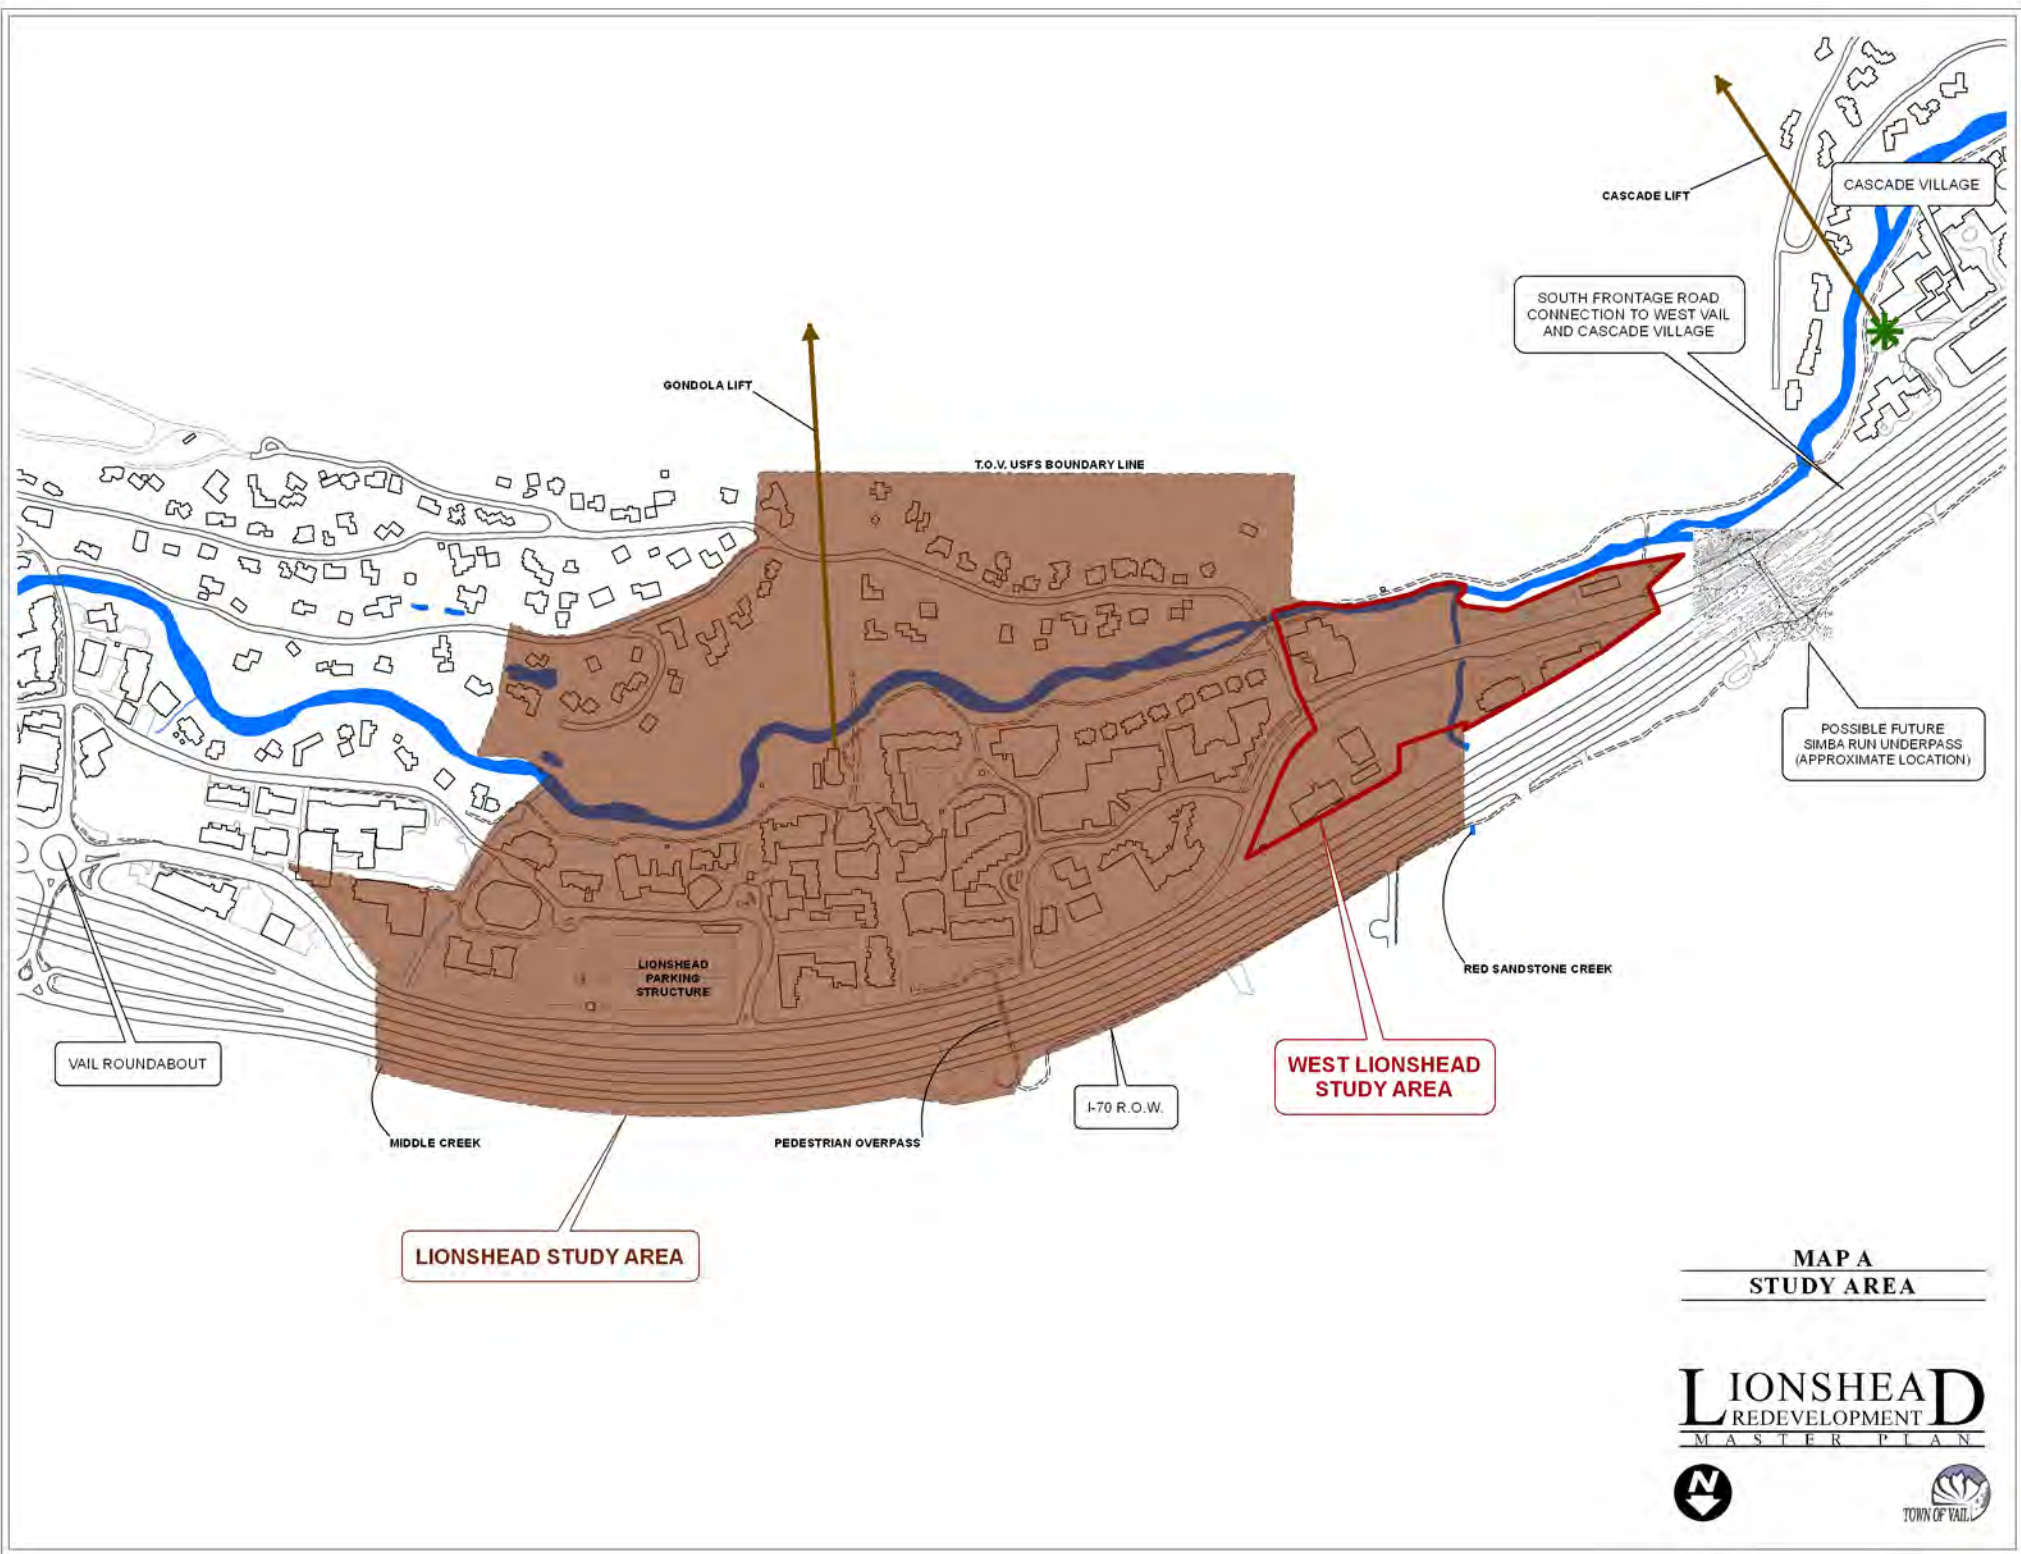 CASCADE LIFT
CASCADE VILLAGE
SOUTH FRONTAGE ROAD
CONNECTION TO WEST VAIL
AND CASCADE VILLAGE
GONDOLA LIFT
T.O.V. USFS BOUNDARY LINE
POSSIBLE FUTURE
SIMBA RUN UNDERPASS
(APPROXIMATE LOCATION)
LIONSHEAD
PARKING
STRUCTURE
RED SANDSTONE CREEK
VAIL ROUNDABOUT
WEST LIONSHEAD
STUDY AREA
I-70 R.O.W.
MIDDLE CREEK
PEDESTRIAN OVERPASS
LIONSHEAD STUDY AREA
MAP A
STUDY AREA
LIONSHEAD
REDEVELOPMENT
MASTER PLAN
N
TOWN OF VAIL